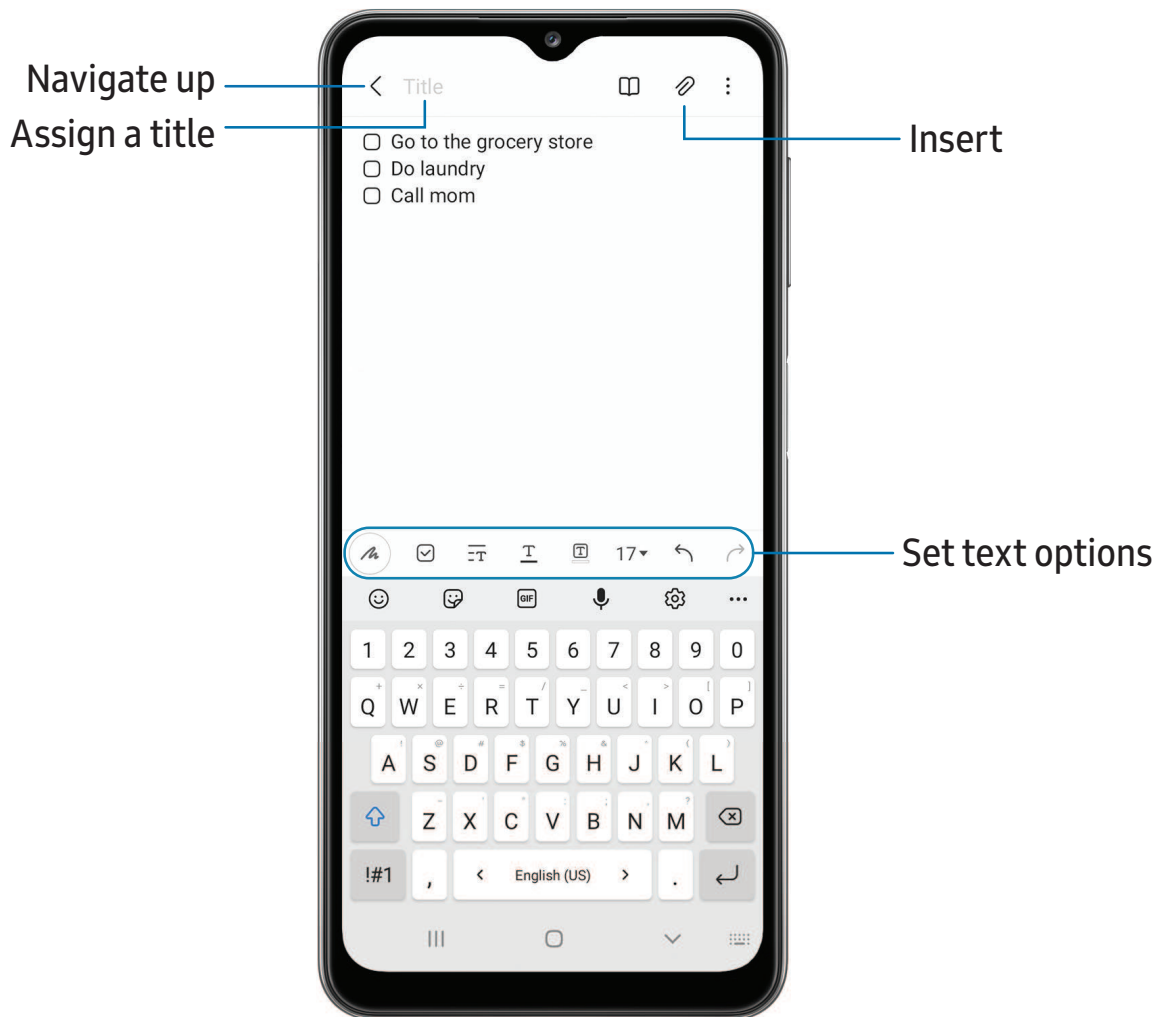 Navigate up
Title
Assign a title
Insert
Go to the grocery store
Do laundry
Call mom
T
T
T
17
Set text options
GIF
1 2 3 4 5 6 7 8 9 0
+ × ÷ = / _ < > [ ]
Q W E R T Y U I O P
! @ # $ % & * ( )
A S D F G H J K L
- ' " : ; , ?
Z X C V B N M
!#1 , < English (US) > .